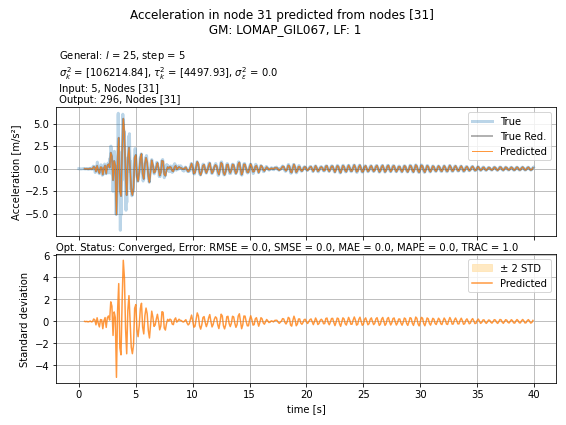 Acceleration in node 31 predicted from nodes [31]
GM: LOMAP_GIL067, LF: 1
General: l = 25, step = 5
σ²ₖ = [106214.84], τ²ₖ = [4497.93], σ²ε = 0.0
Input: 5, Nodes [31]
Output: 296, Nodes [31]
Acceleration [m/s²]
5.0
2.5
0.0
−2.5
−5.0
True
True Red.
Predicted
Opt. Status: Converged, Error: RMSE = 0.0, SMSE = 0.0, MAE = 0.0, MAPE = 0.0, TRAC = 1.0
Standard deviation
6
4
2
0
−2
−4
± 2 STD
Predicted
0 5 10 15 20 25 30 35 40
time [s]